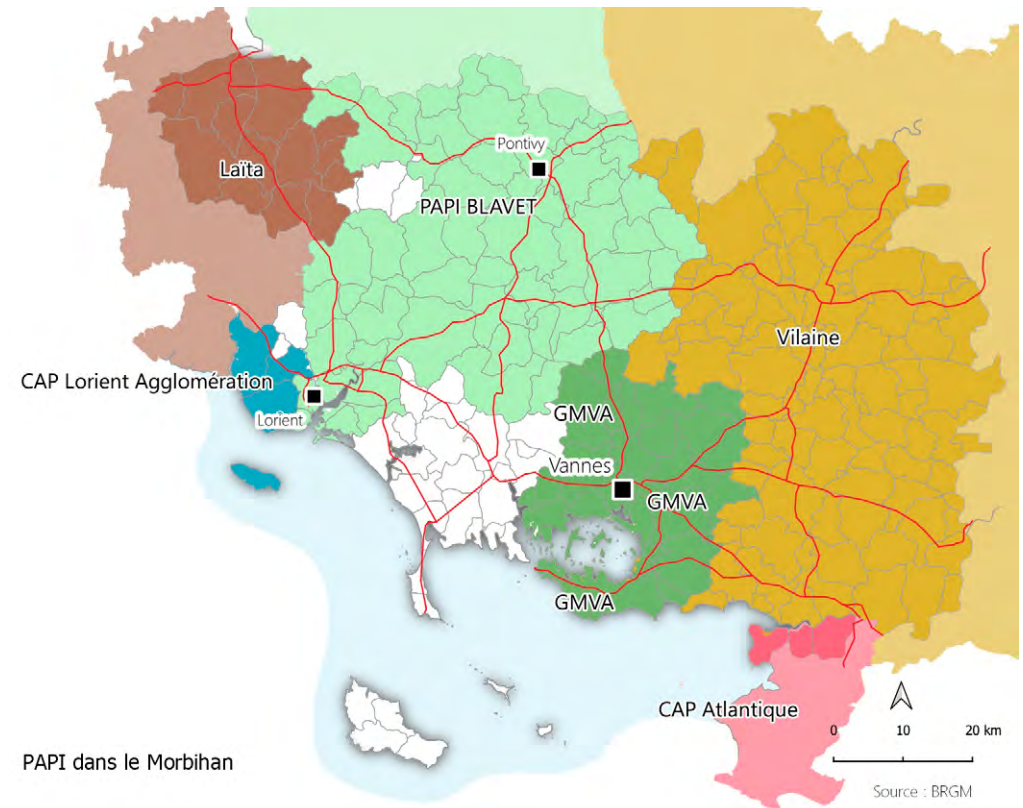 Pontivy
Laïta
PAPI BLAVET
Vilaine
CAP Lorient Agglomération
Lorient
GMVA
Vannes
GMVA
GMVA
CAP Atlantique
0 10 20 km
PAPI dans le Morbihan
Source : BRGM